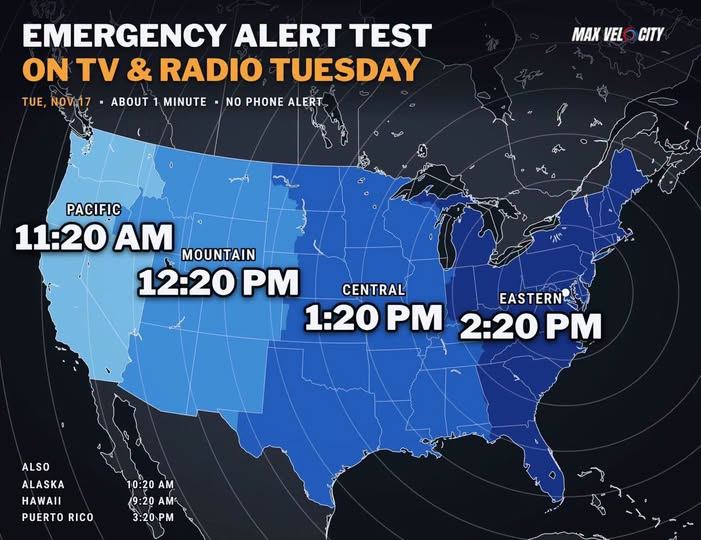 EMERGENCY ALERT TEST
ON TV & RADIO TUESDAY
MAX VELOCITY
TUE, NOV 17 • ABOUT 1 MINUTE • NO PHONE ALERT
PACIFIC
11:20 AM
MOUNTAIN
12:20 PM
CENTRAL
1:20 PM
EASTERN
2:20 PM
ALSO
ALASKA 10:20 AM
HAWAII 9:20 AM
PUERTO RICO 3:20 PM